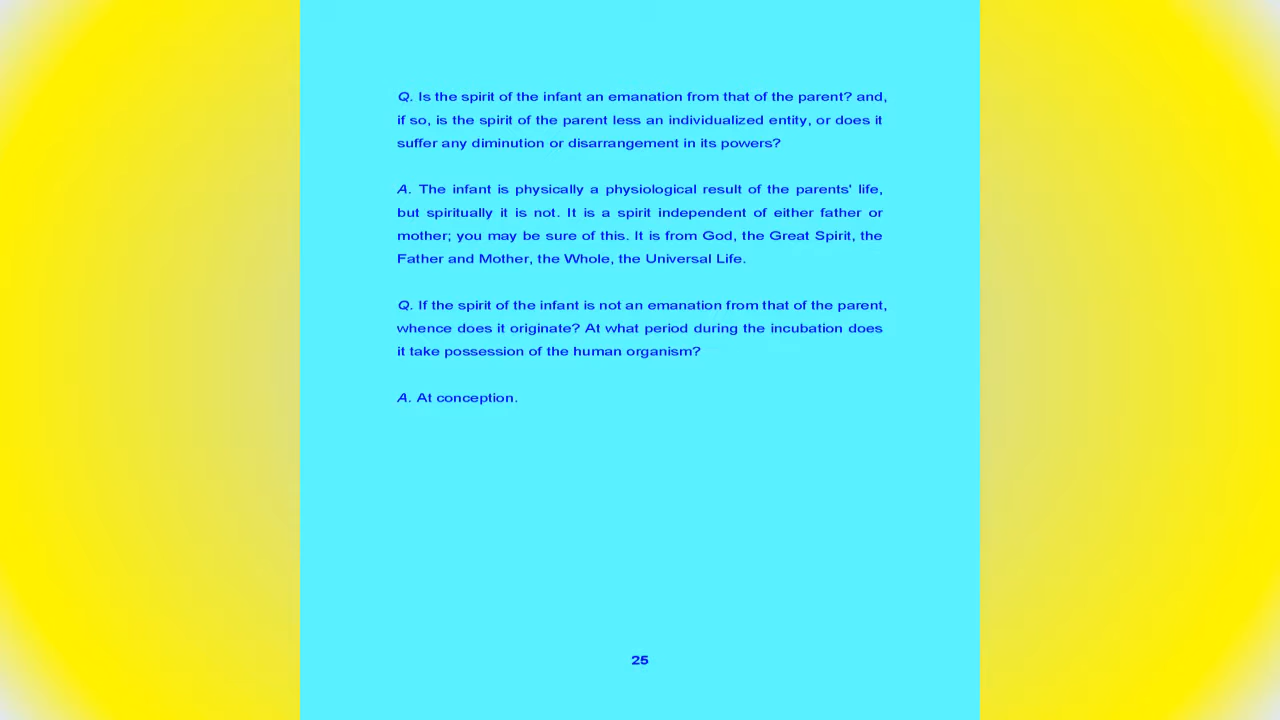 Q. Is the spirit of the infant an emanation from that of the parent? and,
if so, is the spirit of the parent less an individualized entity, or does it
suffer any diminution or disarrangement in its powers?
A. The infant is physically a physiological result of the parents' life,
but spiritually it is not. It is a spirit independent of either father or
mother; you may be sure of this. It is from God, the Great Spirit, the
Father and Mother, the Whole, the Universal Life.
Q. If the spirit of the infant is not an emanation from that of the parent,
whence does it originate? At what period during the incubation does
it take possession of the human organism?
A. At conception.
25